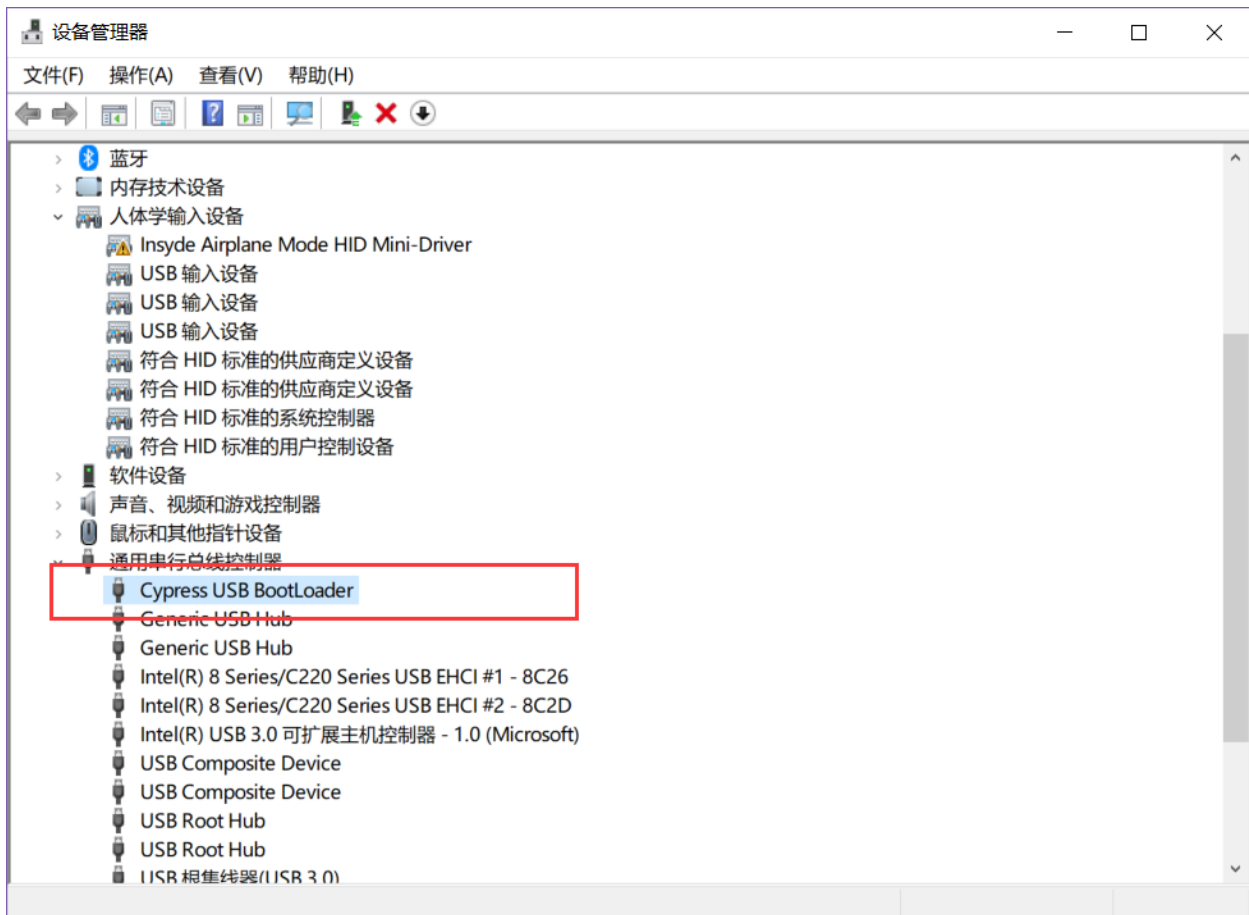 设备管理器
文件(F) 操作(A) 查看(V) 帮助(H)
蓝牙
内存技术设备
人体学输入设备
Insyde Airplane Mode HID Mini-Driver
USB 输入设备
USB 输入设备
USB 输入设备
符合 HID 标准的供应商定义设备
符合 HID 标准的供应商定义设备
符合 HID 标准的系统控制器
符合 HID 标准的用户控制设备
软件设备
声音、视频和游戏控制器
鼠标和其他指针设备
通用串行总线控制器
Cypress USB BootLoader
Generic USB Hub
Generic USB Hub
Intel(R) 8 Series/C220 Series USB EHCI #1 - 8C26
Intel(R) 8 Series/C220 Series USB EHCI #2 - 8C2D
Intel(R) USB 3.0 可扩展主机控制器 - 1.0 (Microsoft)
USB Composite Device
USB Composite Device
USB Root Hub
USB Root Hub
USB 根集线器(USB 3.0)